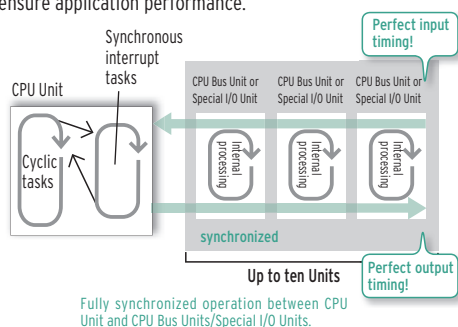 ensure application performance.
Perfect input
timing!
Synchronous
interrupt
tasks
CPU Unit
CPU Bus Unit or
Special I/O Unit
CPU Bus Unit or
Special I/O Unit
CPU Bus Unit or
Special I/O Unit
Cyclic
tasks
Internal
processing
Internal
processing
Internal
processing
synchronized
Up to ten Units
Perfect output
timing!
Fully synchronized operation between CPU
Unit and CPU Bus Units/Special I/O Units.